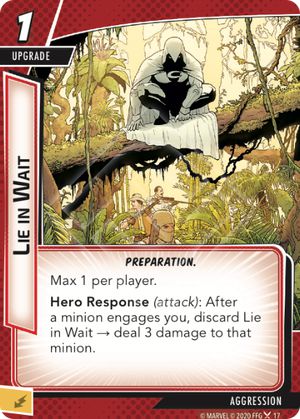 1
UPGRADE
LIE IN WAIT
PREPARATION.
Max 1 per player.
Hero Response (attack): After
a minion engages you, discard Lie
in Wait → deal 3 damage to that
minion.
AGGRESSION
© MARVEL © 2020 FFG 17